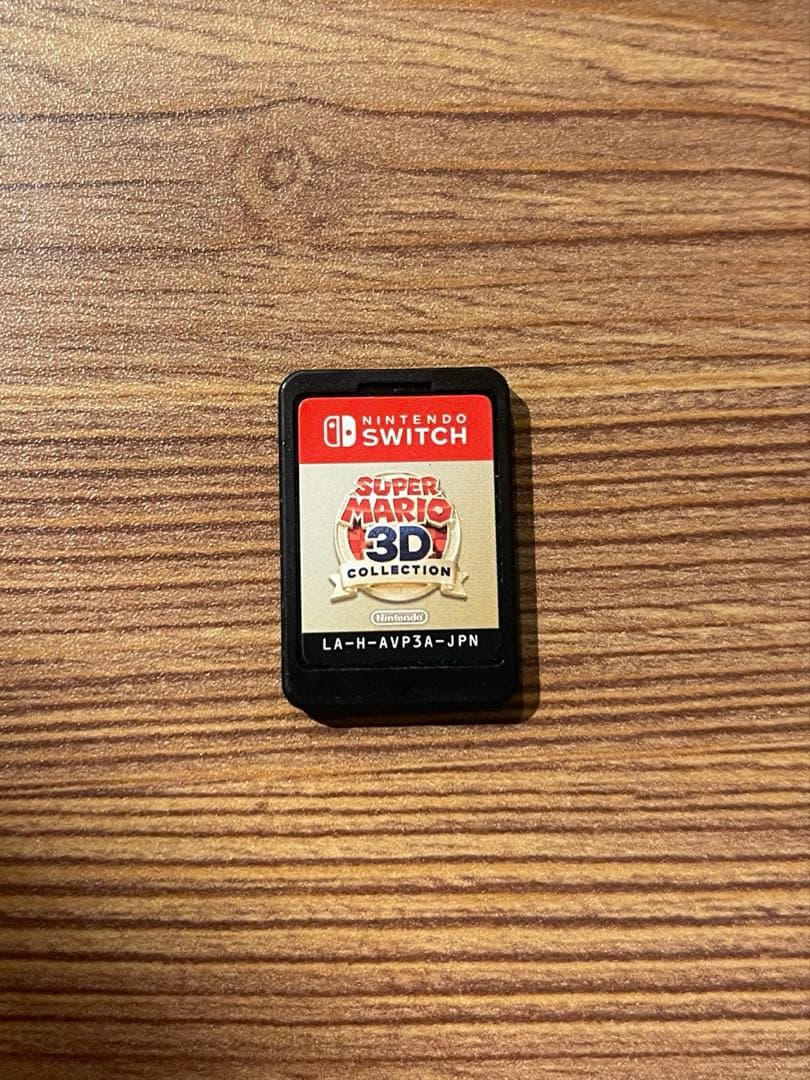 NINTENDO
SWITCH
SUPER
MARIO
3D
COLLECTION
Nintendo
LA-H-AVP3A-JPN